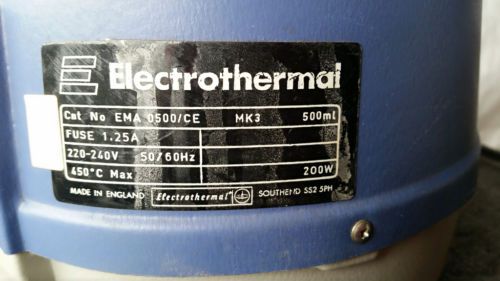 Electrothermal
Cat No EMA 0500/CE MK3 500ml
FUSE 1.25A
220-240V 50/60Hz
450°C Max 200W
MADE IN ENGLAND Electrothermal SOUTHEND SS2 5PH